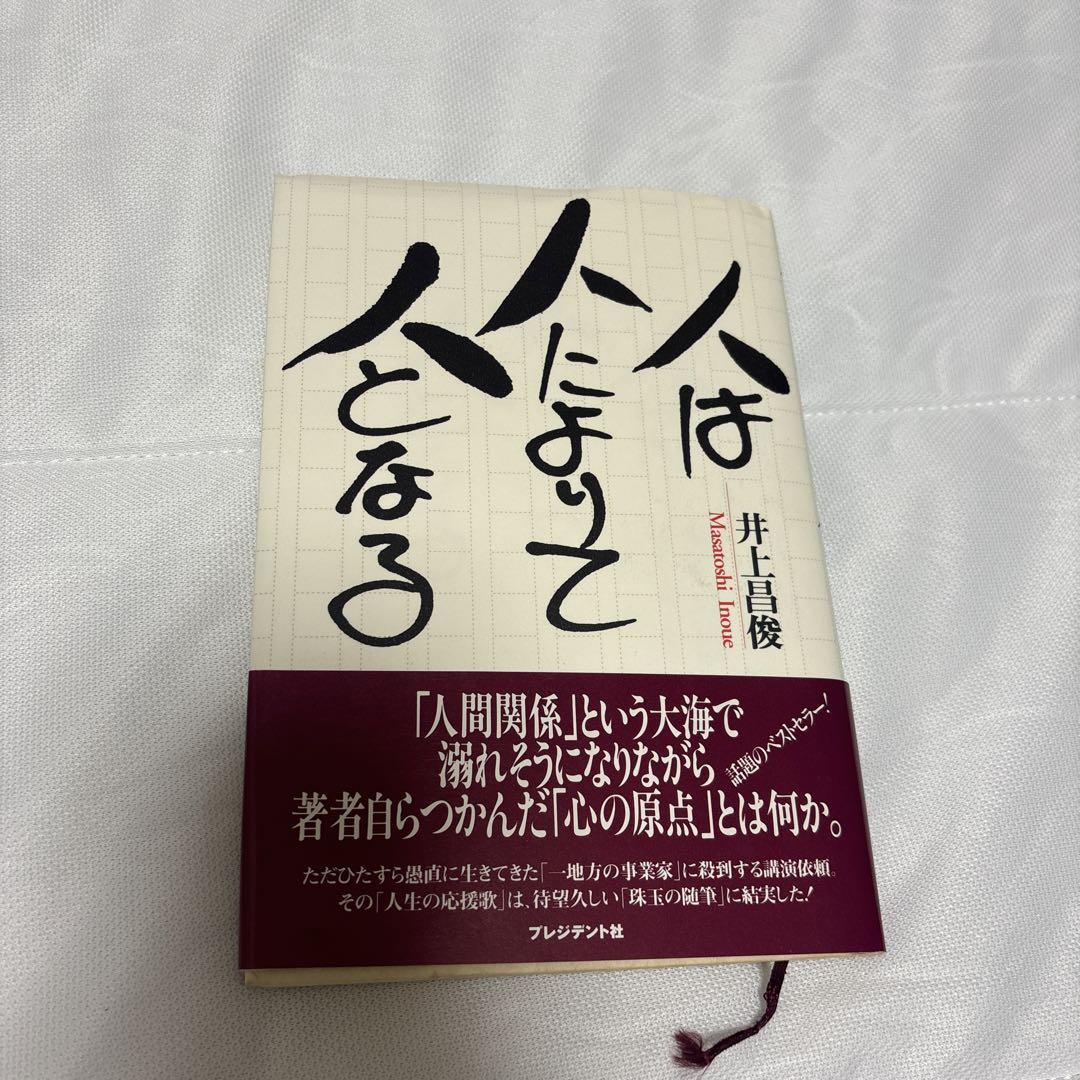 人は
人によりて
人となる
井上昌俊
Masatoshi Inoue
「人間関係」という大海で
溺れそうになりながら
著者自らつかんだ「心の原点」とは何か。
話題のベストセラー！
ただひたすら愚直に生きてきた「一地方の事業家」に殺到する講演依頼。
その「人生の応援歌」は、待望久しい「珠玉の随筆」に結実した！
プレジデント社